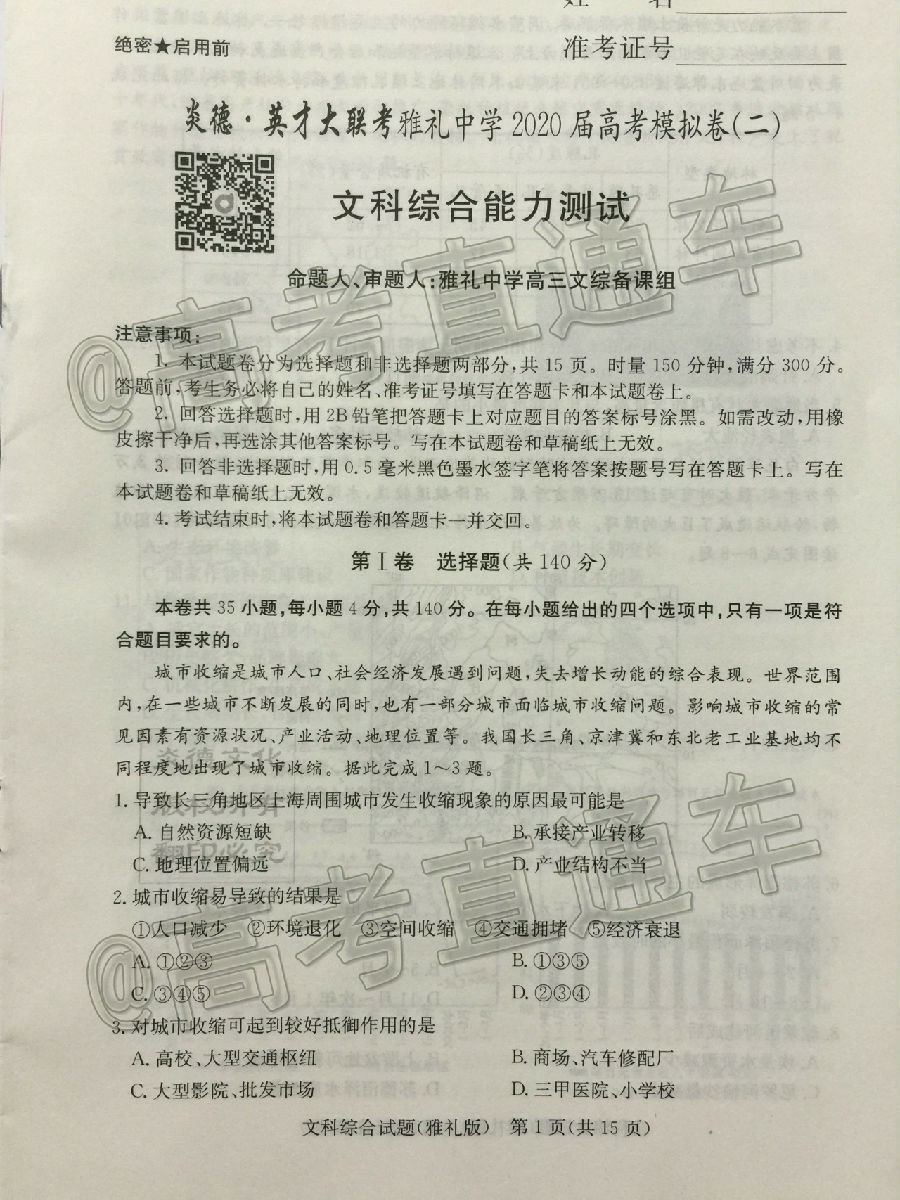 姓 名
绝密★启用前
准考证号
炎德·英才大联考雅礼中学2020届高考模拟卷(二)
文科综合能力测试
命题人、审题人:雅礼中学高三文综备课组
注意事项:
1. 本试题卷分为选择题和非选择题两部分,共 15 页。时量 150 分钟,满分 300 分。
答题前,考生务必将自己的姓名、准考证号填写在答题卡和本试题卷上。
2. 回答选择题时,用 2B 铅笔把答题卡上对应题目的答案标号涂黑。如需改动,用橡
皮擦干净后,再选涂其他答案标号。写在本试题卷和草稿纸上无效。
3. 回答非选择题时,用 0.5 毫米黑色墨水签字笔将答案按题号写在答题卡上。写在
本试题卷和草稿纸上无效。
4. 考试结束时,将本试题卷和答题卡一并交回。
第Ⅰ卷 选择题(共 140 分)
本卷共 35 小题,每小题 4 分,共 140 分。在每小题给出的四个选项中,只有一项是符
合题目要求的。
城市收缩是城市人口、社会经济发展遇到问题,失去增长动能的综合表现。世界范围
内,在一些城市不断发展的同时,也有一部分城市面临城市收缩问题。影响城市收缩的常
见因素有资源状况、产业活动、地理位置等。我国长三角、京津冀和东北老工业基地均不
同程度地出现了城市收缩。据此完成 1~3 题。
1. 导致长三角地区上海周围城市发生收缩现象的原因最可能是
A. 自然资源短缺 B. 承接产业转移
C. 地理位置偏远 D. 产业结构不当
2. 城市收缩易导致的结果是
①人口减少 ②环境退化 ③空间收缩 ④交通拥堵 ⑤经济衰退
A. ①②③ B. ①③⑤
C. ③④⑤ D. ②③④
3. 对城市收缩可起到较好抵御作用的是
A. 高校、大型交通枢纽 B. 商场、汽车修配厂
C. 大型影院、批发市场 D. 三甲医院、小学校
文科综合试题(雅礼版) 第 1 页(共 15 页)
@高考直通车
@高考直通车
炎德文化
版权所有
翻印必究